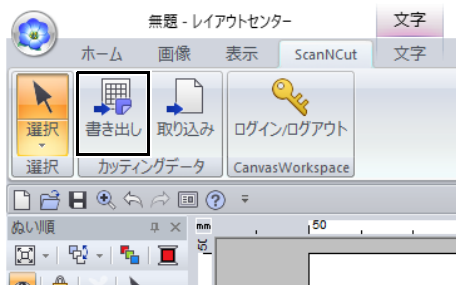 無題 - レイアウトセンター
文字
ホーム 画像 表示 ScanNCut 文字
選択 書き出し 取り込み ログイン/ログアウト
選択 カッティングデータ CanvasWorkspace
ぬい順
mm
50
50